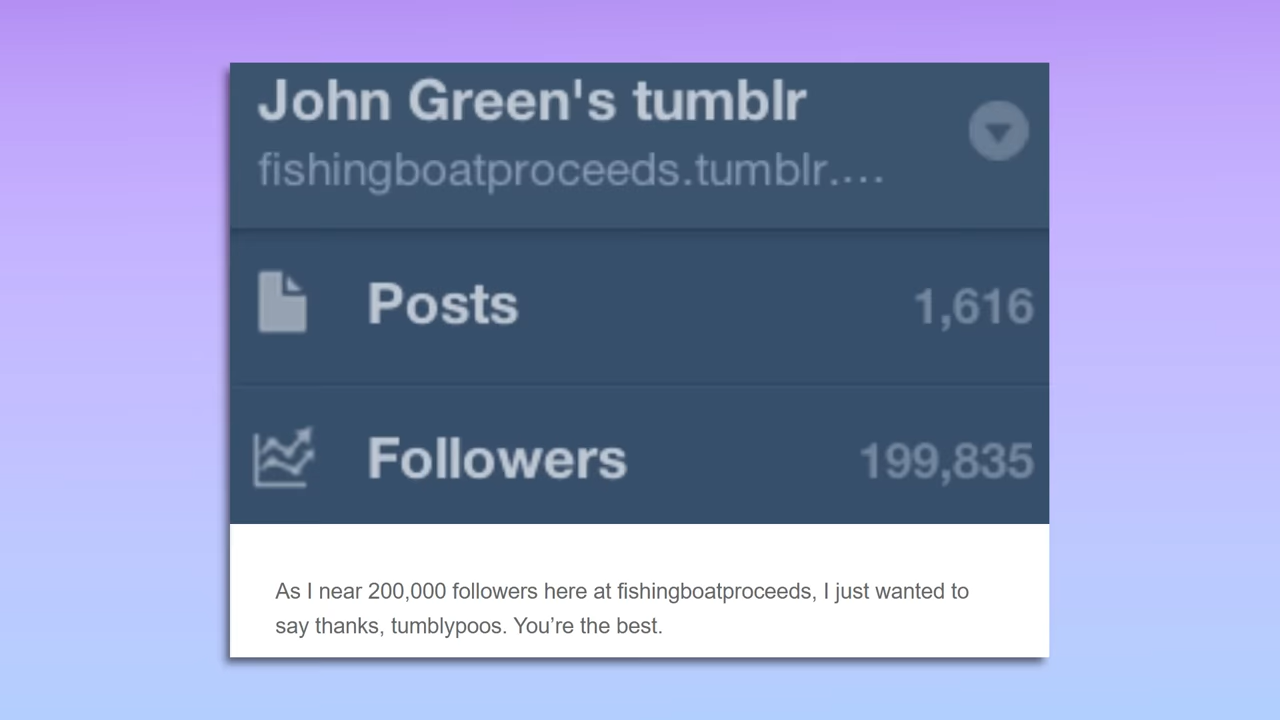 John Green's tumblr
fishingboatproceeds.tumblr....
Posts 1,616
Followers 199,835
As I near 200,000 followers here at fishingboatproceeds, I just wanted to
say thanks, tumblypoos. You’re the best.